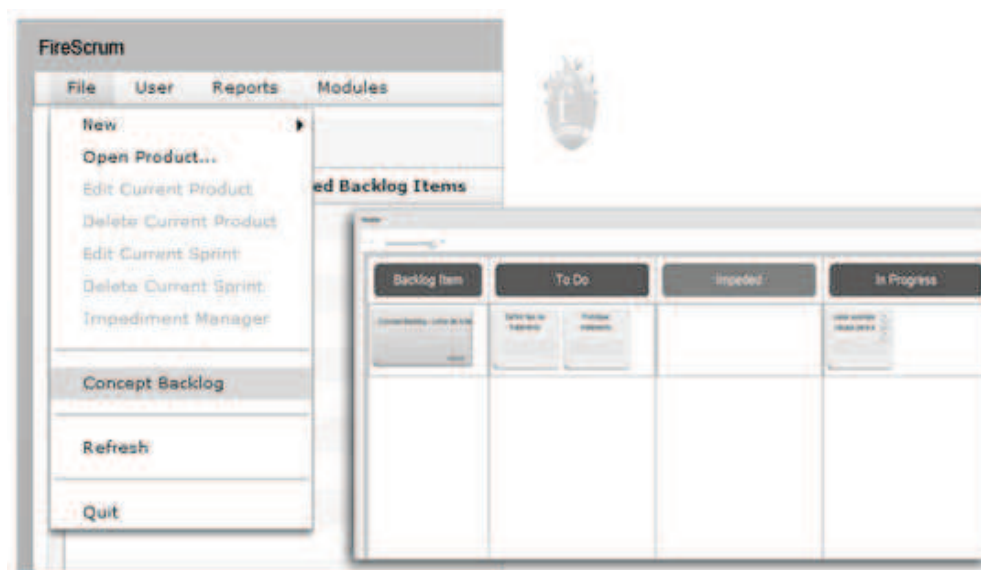 FireScrum
File User Reports Modules
New
Open Product...
Edit Current Product
Delete Current Product
Edit Current Sprint
Delete Current Sprint
Impediment Manager
Concept Backlog
Refresh
Quit
ed Backlog Items
Backlog Item To Do Impeded In Progress